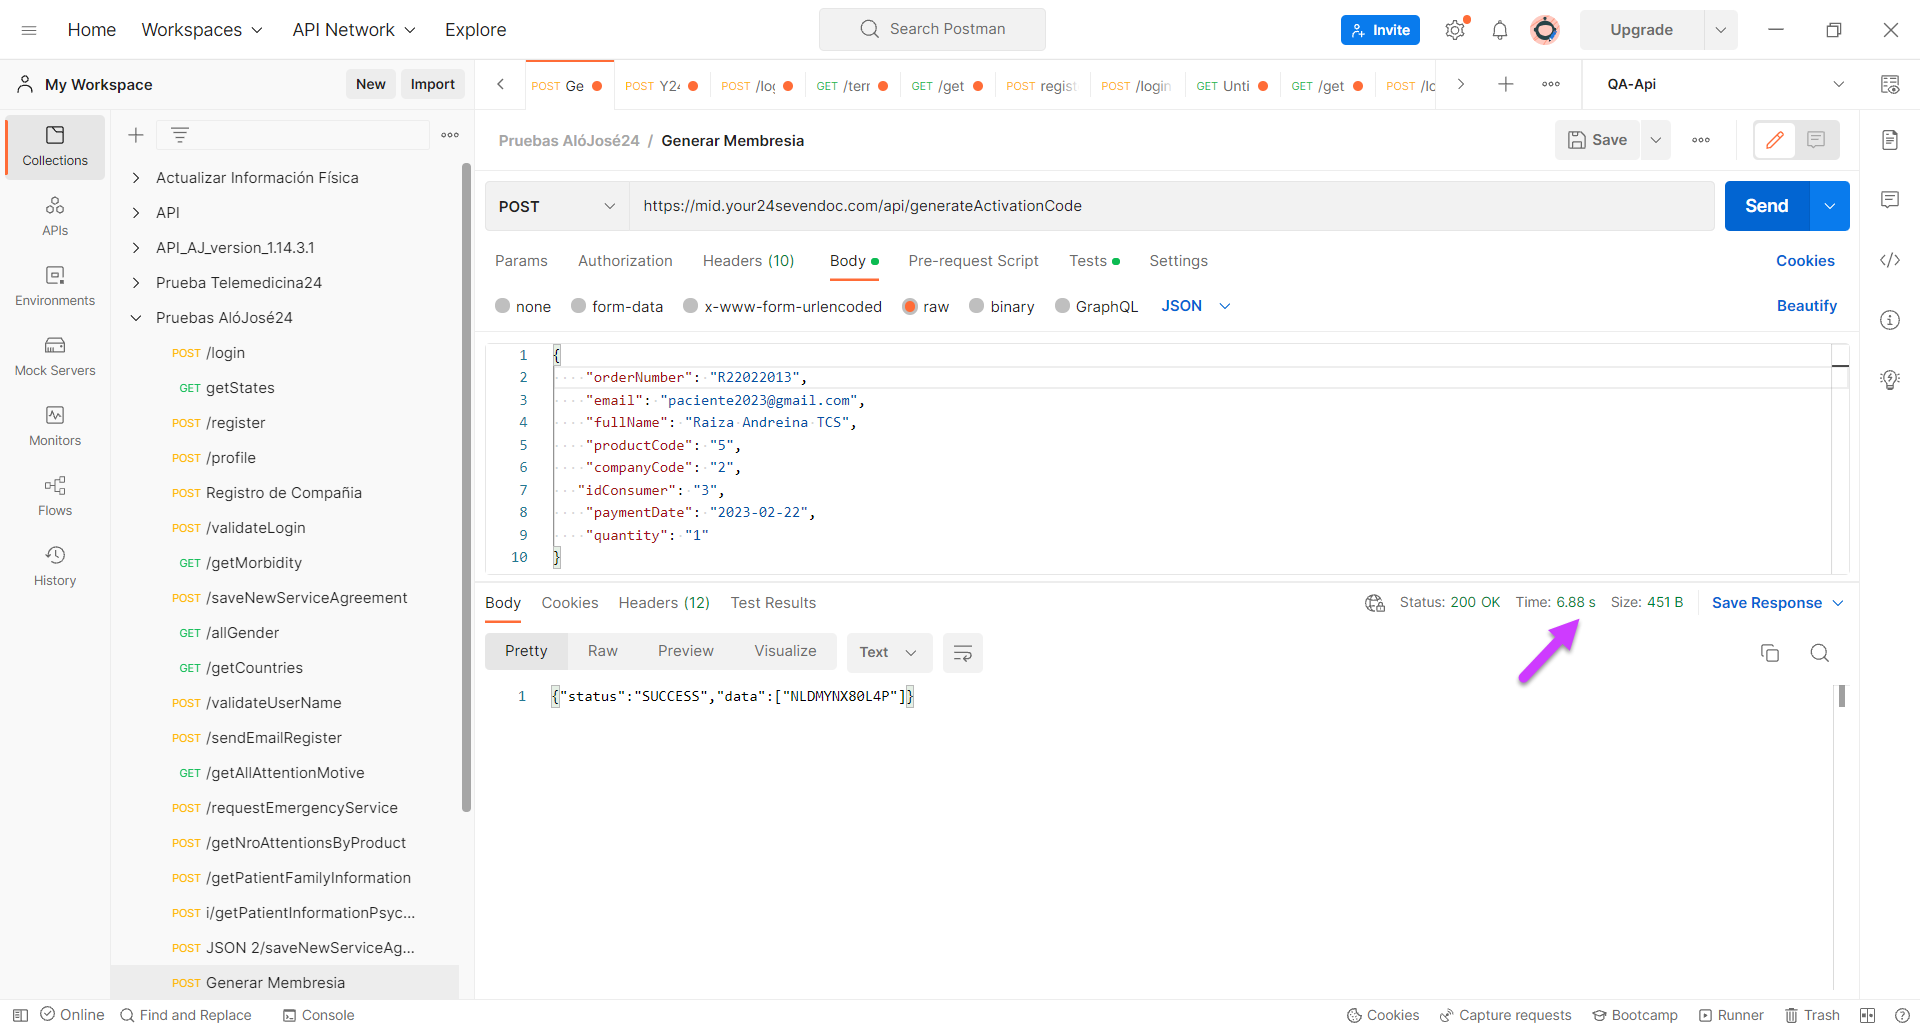 Home Workspaces API Network Explore Search Postman Invite Upgrade
My Workspace New Import
POST Ge POST Y24 POST /log GET /terr GET /get POST regist POST /login GET Unti GET /get POST /lo QA-Api
Collections
APIs
Environments
Mock Servers
Monitors
Flows
History
Actualizar Información Física
API
API_AJ_version_1.14.3.1
Prueba Telemedicina24
Pruebas AlóJosé24
POST /login
GET getStates
POST /register
POST /profile
POST Registro de Compañia
POST /validateLogin
GET /getMorbidity
POST /saveNewServiceAgreement
GET /allGender
GET /getCountries
POST /validateUserName
POST /sendEmailRegister
GET /getAllAttentionMotive
POST /requestEmergencyService
POST /getNroAttentionsByProduct
POST /getPatientFamilyInformation
POST i/getPatientInformationPsyc...
POST JSON 2/saveNewServiceAg...
POST Generar Membresia
Pruebas AlóJosé24 / Generar Membresia Save
POST https://mid.your24sevendoc.com/api/generateActivationCode Send
Params Authorization Headers (10) Body Pre-request Script Tests Settings Cookies
none form-data x-www-form-urlencoded raw binary GraphQL JSON Beautify
1 {
2 "orderNumber": "R22022013",
3 "email": "paciente2023@gmail.com",
4 "fullName": "Raiza Andreina TCS",
5 "productCode": "5",
6 "companyCode": "2",
7 "idConsumer": "3",
8 "paymentDate": "2023-02-22",
9 "quantity": "1"
10 }
Body Cookies Headers (12) Test Results Status: 200 OK Time: 6.88 s Size: 451 B Save Response
Pretty Raw Preview Visualize Text
1 {"status":"SUCCESS","data":["NLDMYNX80L4P"]}
Online Find and Replace Console Cookies Capture requests Bootcamp Runner Trash